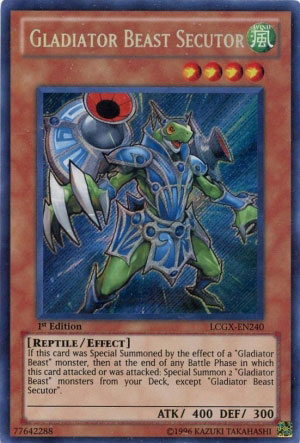 GLADIATOR BEAST SECUTOR
WIND
風
1st Edition
LCGX-EN240
[REPTILE/EFFECT]
If this card was Special Summoned by the effect of a "Gladiator
Beast" monster, then at the end of any Battle Phase in which
this card attacked or was attacked: Special Summon 2 "Gladiator
Beast" monsters from your Deck, except "Gladiator Beast
Secutor".
ATK/ 400 DEF/ 300
77642288
©1996 KAZUKI TAKAHASHI